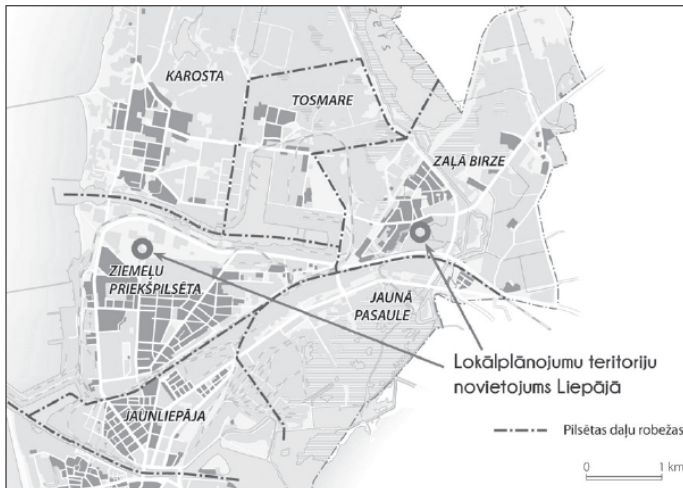 ZETS
KAROSTA
TOSMARE
ZAĻĀ BIRZE
ZIEMEĻU
PRIEKŠPILSĒTA
JAUNĀ
PASAULE
Lokālplānojumu teritoriju
novietojums Liepājā
JAUNLIEPĀJA
Pilsētas daļu robežas
0 1 km